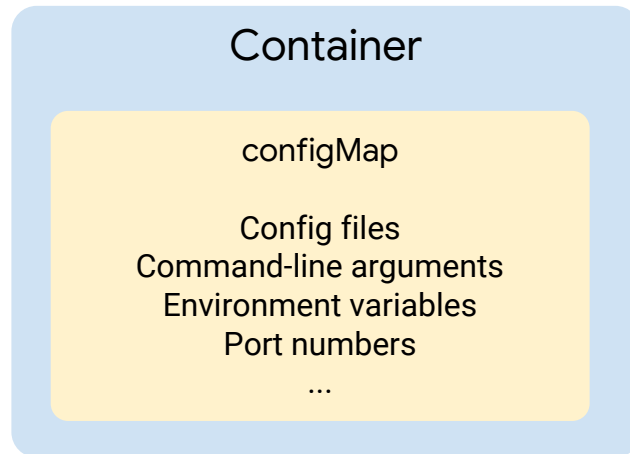 Container
configMap
Config files
Command-line arguments
Environment variables
Port numbers
...